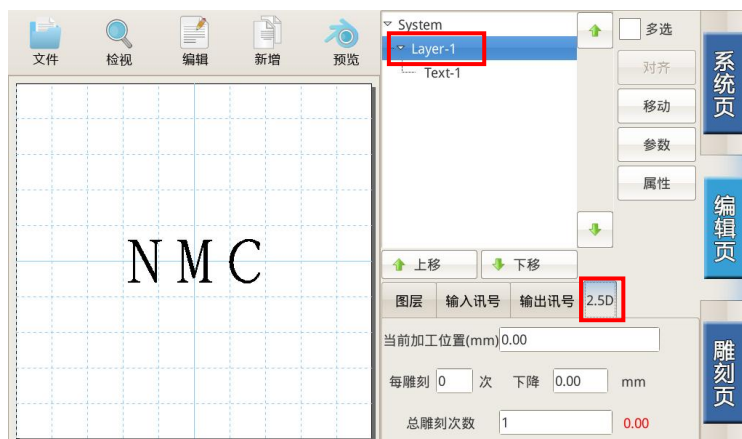 文件 检视 编辑 新增 预览
NMC
System
Layer-1
Text-1
多选
对齐
移动
参数
属性
上移 下移
图层 输入讯号 输出讯号 2.5D
当前加工位置(mm) 0.00
每雕刻 0 次 下降 0.00 mm
总雕刻次数 1 0.00
系统页
编辑页
雕刻页